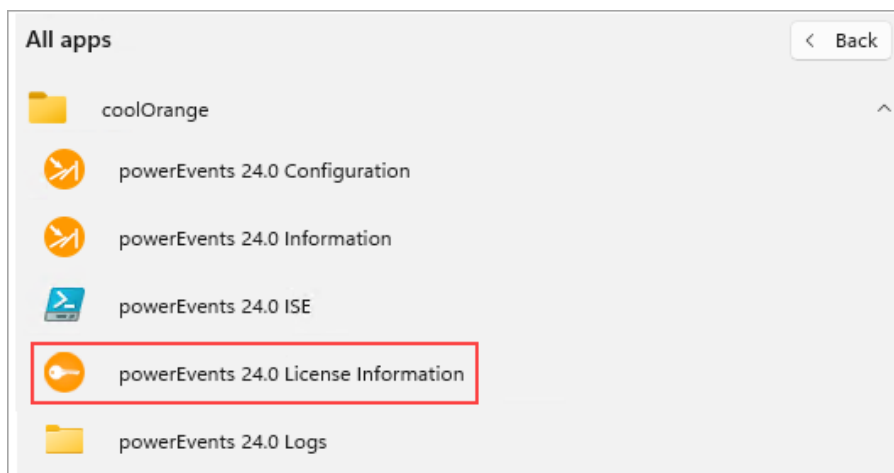 All apps
Back
coolOrange
powerEvents 24.0 Configuration
powerEvents 24.0 Information
powerEvents 24.0 ISE
powerEvents 24.0 License Information
powerEvents 24.0 Logs